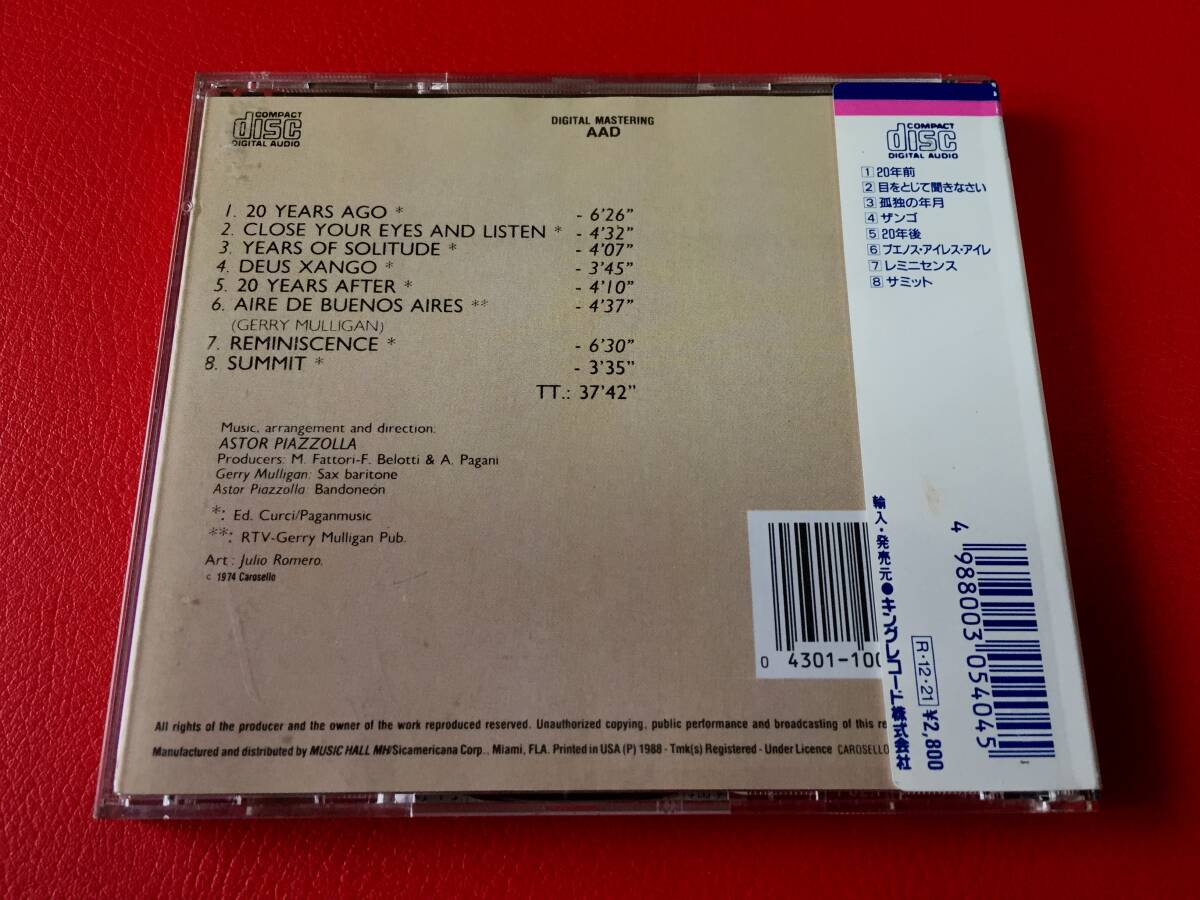 COMPACT
disc
DIGITAL AUDIO
DIGITAL MASTERING
AAD
1. 20 YEARS AGO * - 6'26"
2. CLOSE YOUR EYES AND LISTEN * - 4'32"
3. YEARS OF SOLITUDE * - 4'07"
4. DEUS XANGO * - 3'45"
5. 20 YEARS AFTER * - 4'10"
6. AIRE DE BUENOS AIRES ** - 4'37"
(GERRY MULLIGAN)
7. REMINISCENCE * - 6'30"
8. SUMMIT * - 3'35"
TT.: 37'42"
Music, arrangement and direction:
ASTOR PIAZZOLLA
Producers: M. Fattori-F. Belotti & A. Pagani
Gerry Mulligan: Sax baritone
Astor Piazzolla: Bandoneón
*: Ed. Curci/Paganmusic
**: RTV-Gerry Mulligan Pub.
Art: Julio Romero.
c 1974 Carosello
0 4301-100
All rights of the producer and the owner of the work reproduced reserved. Unauthorized copying, public performance and broadcasting of this re
Manufactured and distributed by MUSIC HALL MH/Sicamericana Corp., Miami, FLA. Printed in USA (P) 1988 - Tmk(s) Registered - Under Licence CAROSELLO
COMPACT
disc
DIGITAL AUDIO
1 20年前
2 目をとじて聞きなさい
3 孤独の年月
4 ザンゴ
5 20年後
6 ブエノス・アイレス・アイレ
7 レミニセンス
8 サミット
輸入・発売元●キングレコード株式会社
R・12・21 ¥2,800
4 988003 054045